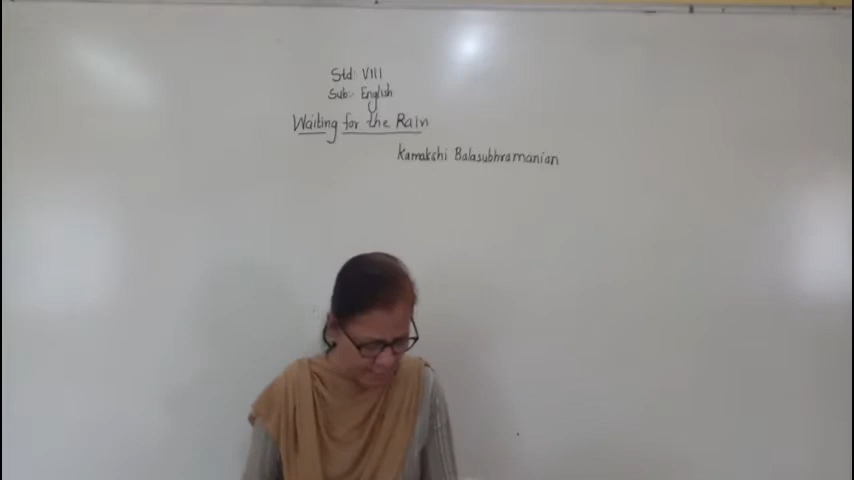 Std: VIII
Sub:- English
Waiting for the Rain
Kamakshi Balasubhramanian